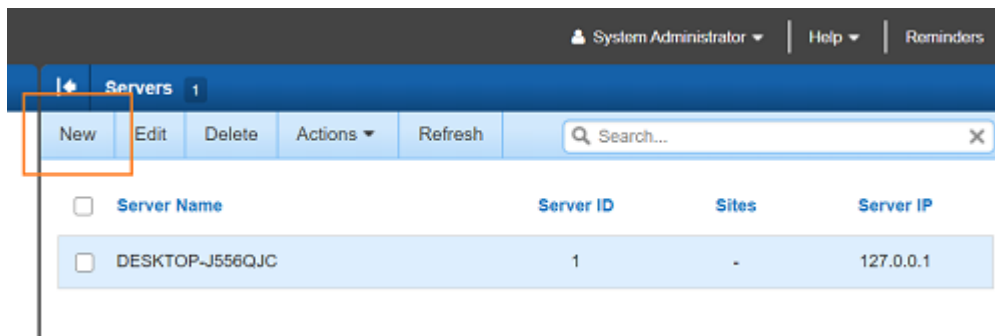 System Administrator Help Reminders
Servers 1
New Edit Delete Actions Refresh Search...
Server Name Server ID Sites Server IP
DESKTOP-J556QJC 1 - 127.0.0.1